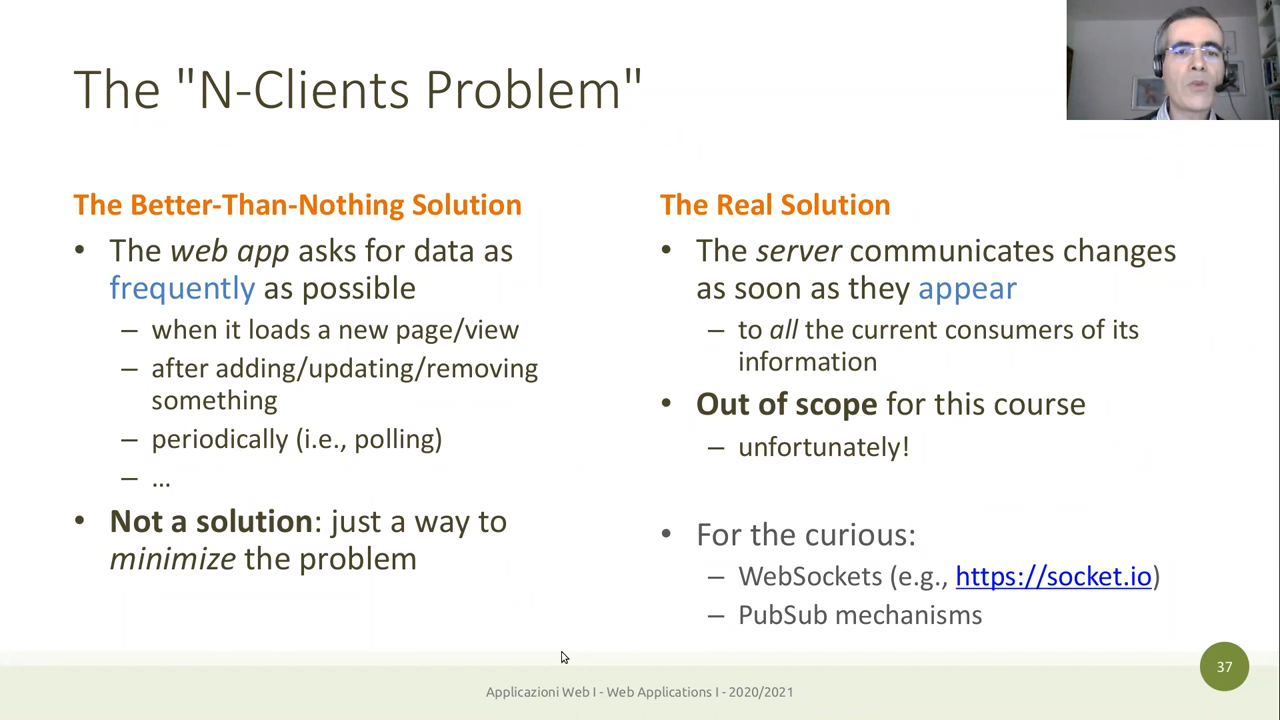 The "N-Clients Problem"
The Better-Than-Nothing Solution
• The web app asks for data as
frequently as possible
– when it loads a new page/view
– after adding/updating/removing
something
– periodically (i.e., polling)
– …
• Not a solution: just a way to
minimize the problem
The Real Solution
• The server communicates changes
as soon as they appear
– to all the current consumers of its
information
• Out of scope for this course
– unfortunately!
• For the curious:
– WebSockets (e.g., https://socket.io)
– PubSub mechanisms
Applicazioni Web I - Web Applications I - 2020/2021
37